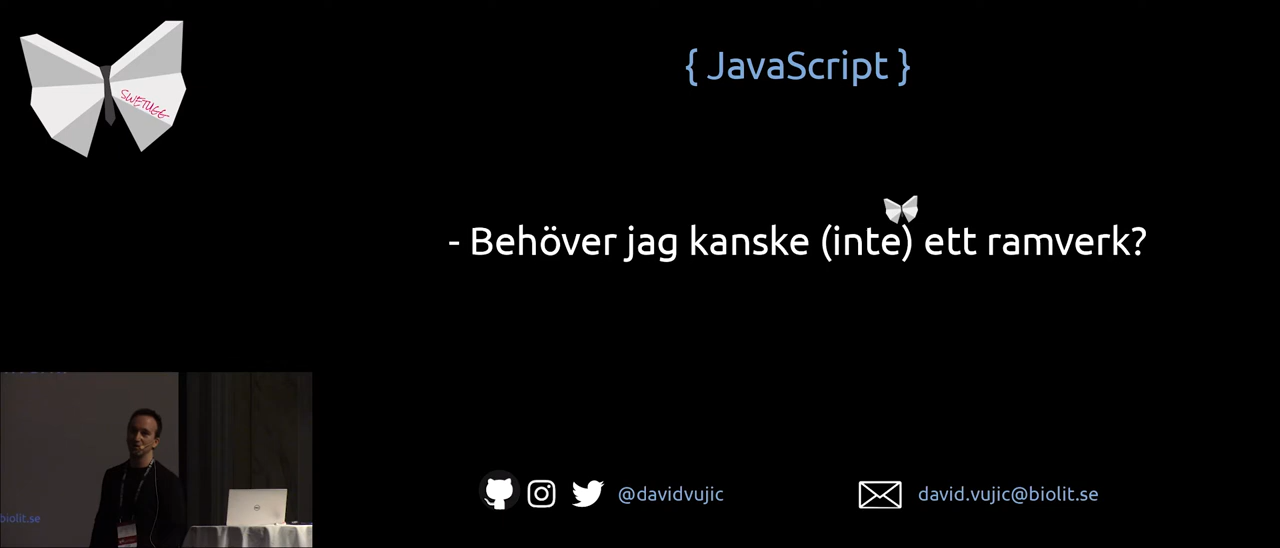 SWETUGG
{ JavaScript }
- Behöver jag kanske (inte) ett ramverk?
@davidvujic
david.vujic@biolit.se
biolit.se